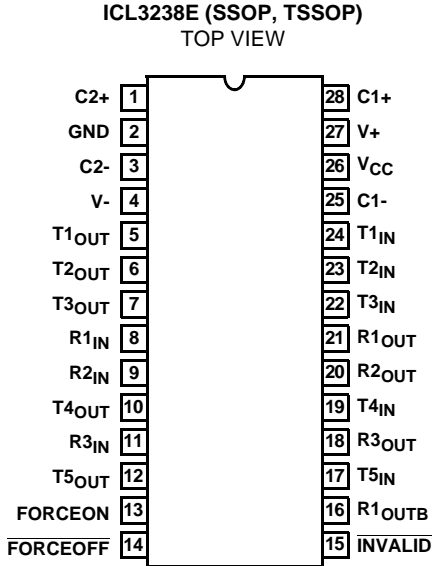 ICL3238E (SSOP, TSSOP)
TOP VIEW
C2+ 1 28 C1+
GND 2 27 V+
C2- 3 26 VCC
V- 4 25 C1-
T1OUT 5 24 T1IN
T2OUT 6 23 T2IN
T3OUT 7 22 T3IN
R1IN 8 21 R1OUT
R2IN 9 20 R2OUT
T4OUT 10 19 T4IN
R3IN 11 18 R3OUT
T5OUT 12 17 T5IN
FORCEON 13 16 R1OUTB
FORCEOFF 14 15 INVALID